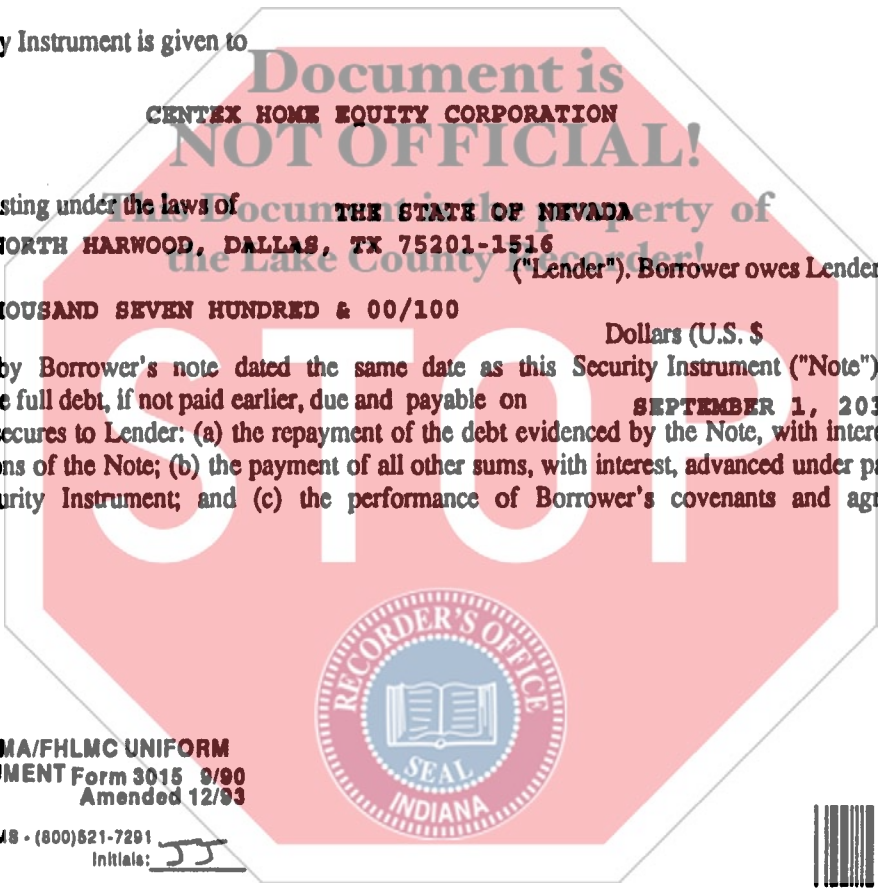 y Instrument is given to
Document is
CENTEX HOME EQUITY CORPORATION
NOT OFFICIAL!
sting under the laws of THE STATE OF NEVADA
This Document is the property of
ORTH HARWOOD, DALLAS, TX 75201-1516
the Lake County Recorder!
("Lender"). Borrower owes Lender
OUSAND SEVEN HUNDRED & 00/100
Dollars (U.S. $
by Borrower's note dated the same date as this Security Instrument ("Note")
e full debt, if not paid earlier, due and payable on SEPTEMBER 1, 203
ecures to Lender: (a) the repayment of the debt evidenced by the Note, with intere
ns of the Note; (b) the payment of all other sums, with interest, advanced under pa
urity Instrument; and (c) the performance of Borrower's covenants and agr
STOP
RECORDER'S OFFICE
SEAL
INDIANA
MA/FHLMC UNIFORM
MENT Form 3015 9/90
Amended 12/93
MS - (800)521-7291
Initials: JJ